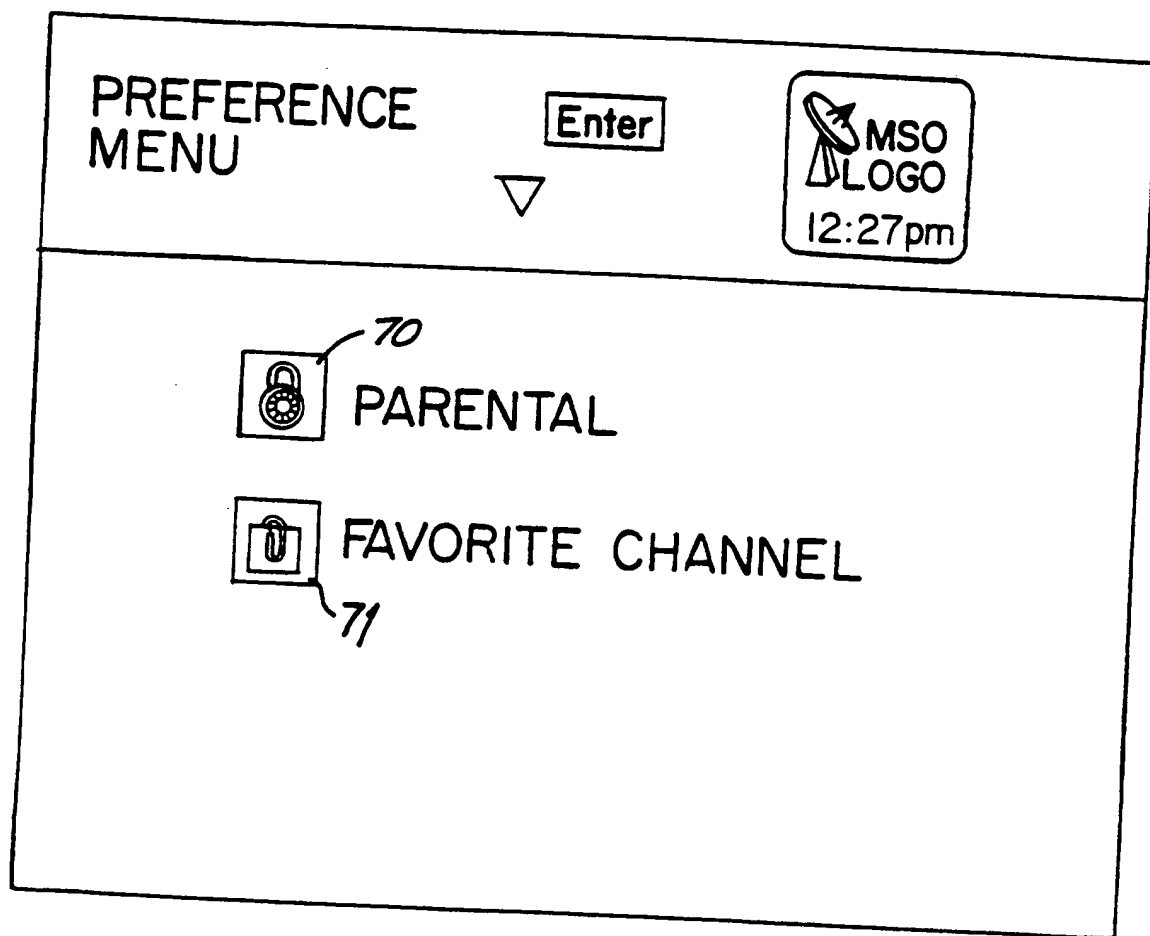 PREFERENCE
MENU
Enter
MSO
LOGO
12:27pm
70
PARENTAL
FAVORITE CHANNEL
71